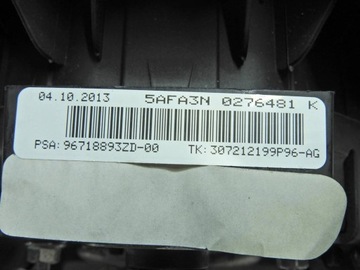 04.10.2013 5AFA3N 0276481 K
PSA: 96718893ZD-00 TK: 307212199P96-AG